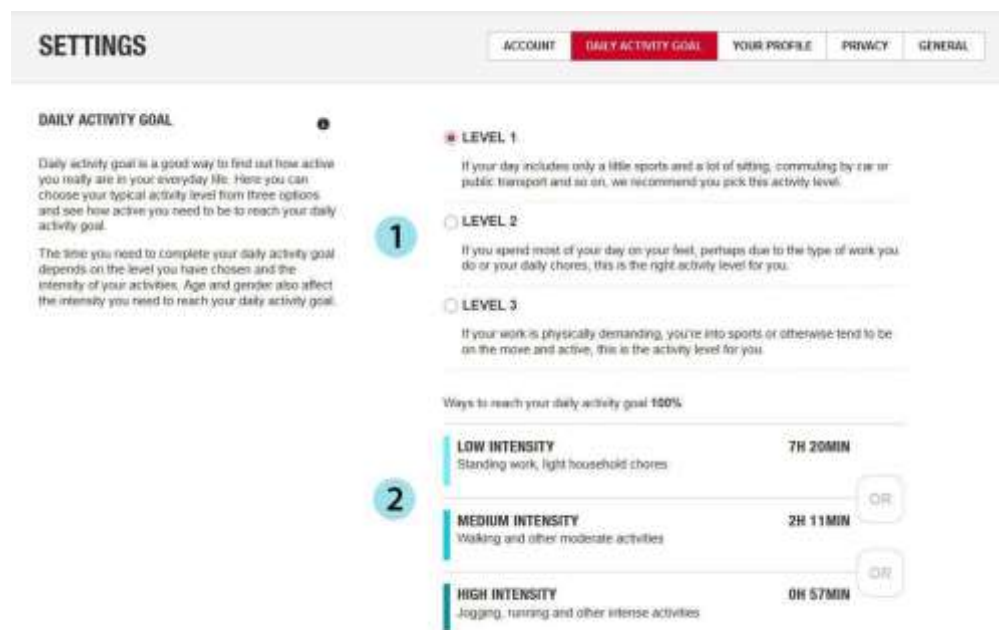 SETTINGS
ACCOUNT
DAILY ACTIVITY GOAL
YOUR PROFILE
PRIVACY
GENERAL
DAILY ACTIVITY GOAL
Daily activity goal is a good way to find out how active
you really are in your everyday life. Here you can
choose your typical activity level from three options
and see how active you need to be to reach your daily
activity goal.
The time you need to complete your daily activity goal
depends on the level you have chosen and the
intensity of your activities. Age and gender also affect
the intensity you need to reach your daily activity goal.
1
LEVEL 1
If your day includes only a little sports and a lot of sitting, commuting by car or
public transport and so on, we recommend you pick this activity level.
LEVEL 2
If you spend most of your day on your feet, perhaps due to the type of work you
do or your daily chores, this is the right activity level for you.
LEVEL 3
If your work is physically demanding, you're into sports or otherwise tend to be
on the move and active, this is the activity level for you.
Ways to reach your daily activity goal 100%
2
LOW INTENSITY 7H 20MIN
Standing work, light household chores
OR
MEDIUM INTENSITY 2H 11MIN
Walking and other moderate activities
OR
HIGH INTENSITY 0H 57MIN
Jogging, running and other intense activities